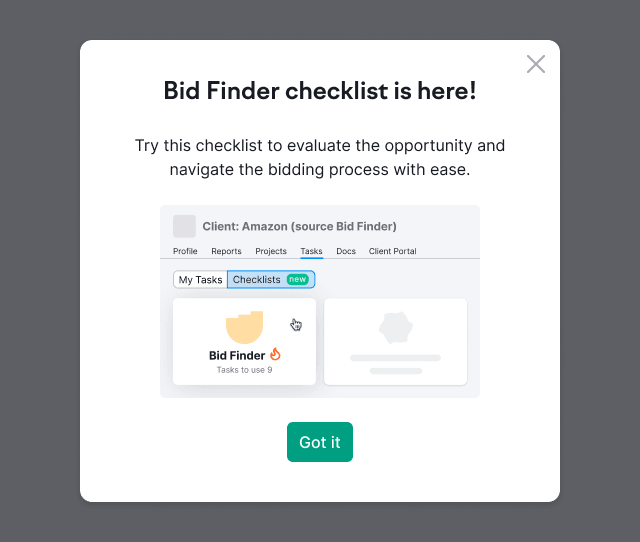 Bid Finder checklist is here!
Try this checklist to evaluate the opportunity and
navigate the bidding process with ease.
Client: Amazon (source Bid Finder)
Profile Reports Projects Tasks Docs Client Portal
My Tasks Checklists new
Bid Finder
Tasks to use 9
Got it